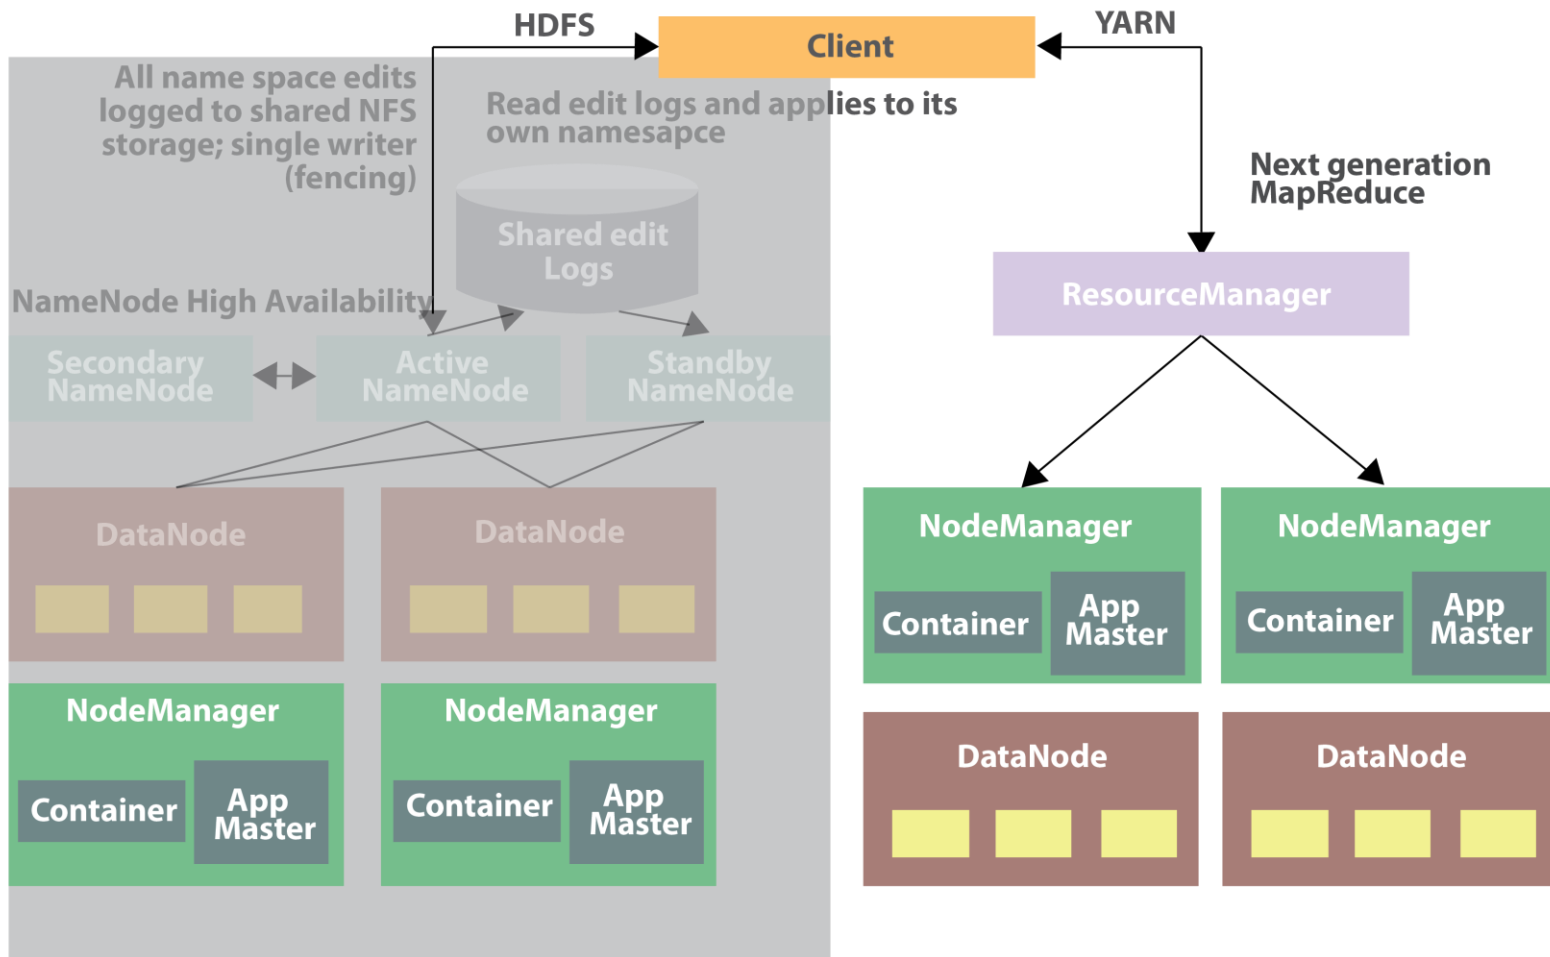 HDFS
Client
YARN
All name space edits
logged to shared NFS
storage; single writer
(fencing)
Read edit logs and applies to its
own namesapce
Next generation
MapReduce
Shared edit
Logs
ResourceManager
NameNode High Availability
Secondary
NameNode
Active
NameNode
Standby
NameNode
DataNode
DataNode
NodeManager
Container
App
Master
NodeManager
Container
App
Master
NodeManager
Container
App
Master
NodeManager
Container
App
Master
DataNode
DataNode